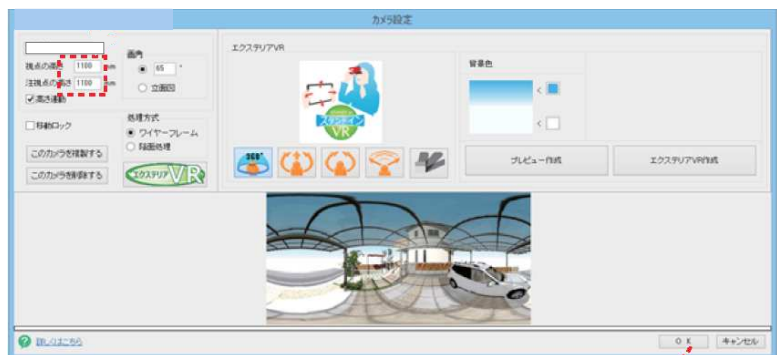 カメラ設定
視点の高さ 1100 mm
注視点の高さ 1100 mm
高さ連動
移動ロック
このカメラを複製する
このカメラを削除する
画角
65 °
立面図
処理方式
ワイヤーフレーム
陰面処理
エクステリアVR
エクステリアVR
スタジオイン
VR
360°
背景色
<
<
プレビュー作成
エクステリアVR作成
詳しくはこちら
OK
キャンセル